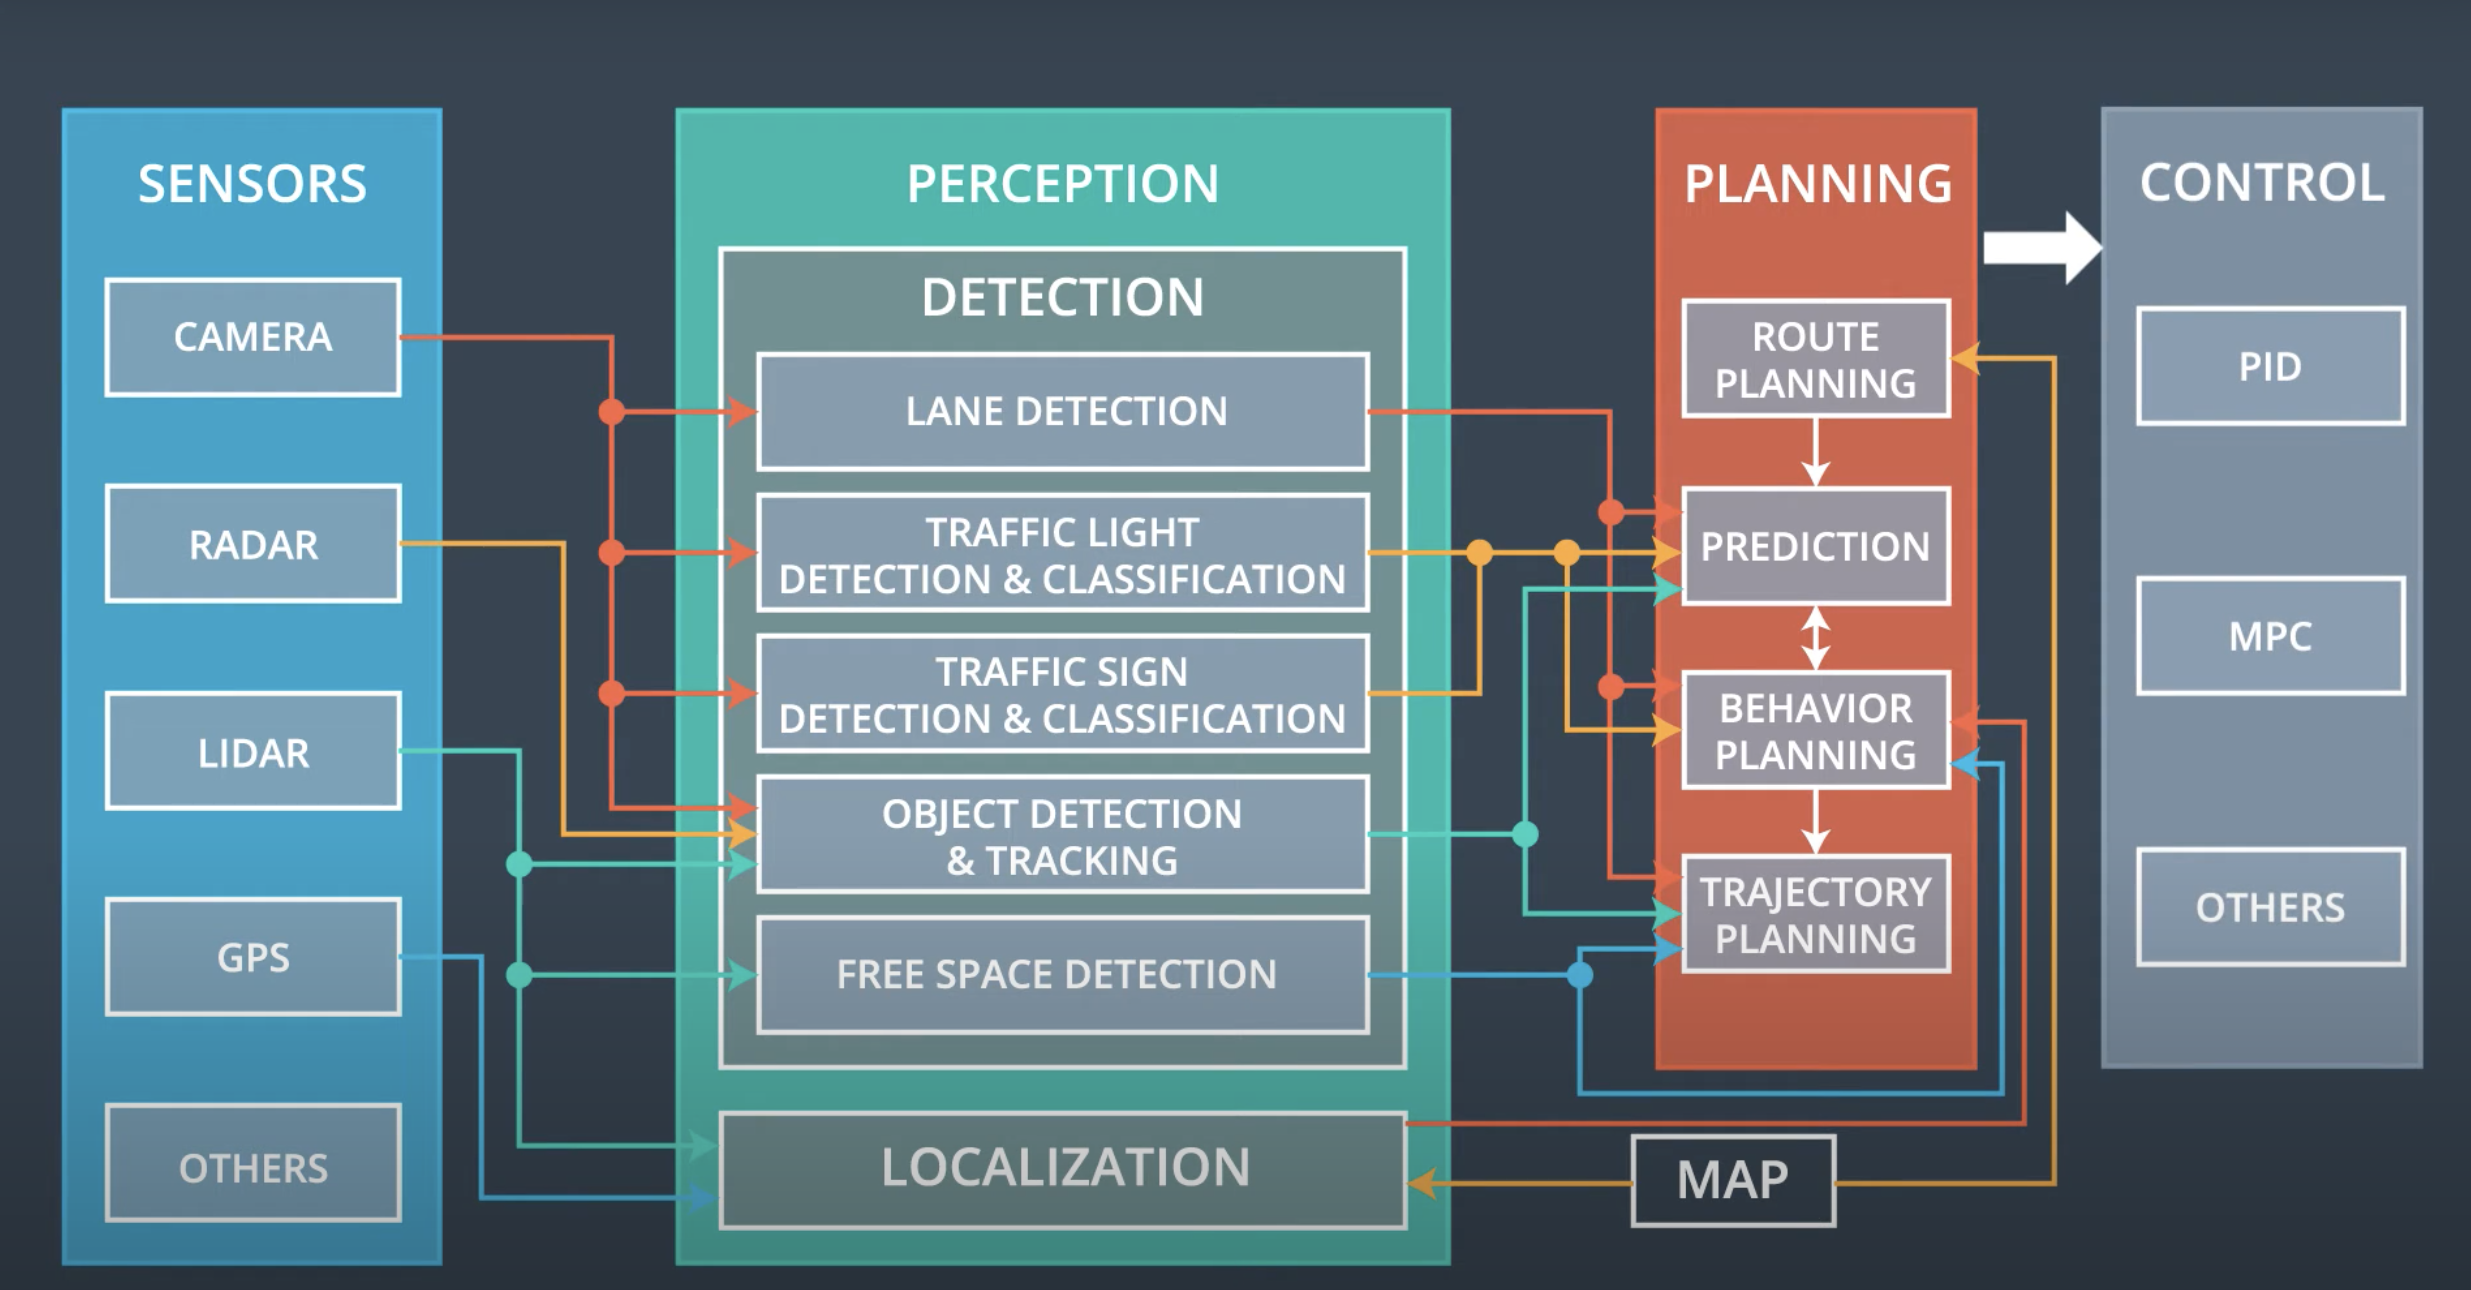 SENSORS
CAMERA
RADAR
LIDAR
GPS
OTHERS
PERCEPTION
DETECTION
LANE DETECTION
TRAFFIC LIGHT
DETECTION & CLASSIFICATION
TRAFFIC SIGN
DETECTION & CLASSIFICATION
OBJECT DETECTION
& TRACKING
FREE SPACE DETECTION
LOCALIZATION
PLANNING
ROUTE
PLANNING
PREDICTION
BEHAVIOR
PLANNING
TRAJECTORY
PLANNING
MAP
CONTROL
PID
MPC
OTHERS